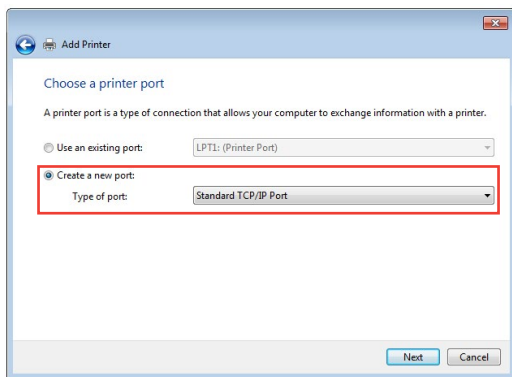 Add Printer
Choose a printer port
A printer port is a type of connection that allows your computer to exchange information with a printer.
Use an existing port: LPT1: (Printer Port)
Create a new port:
Type of port: Standard TCP/IP Port
Next Cancel